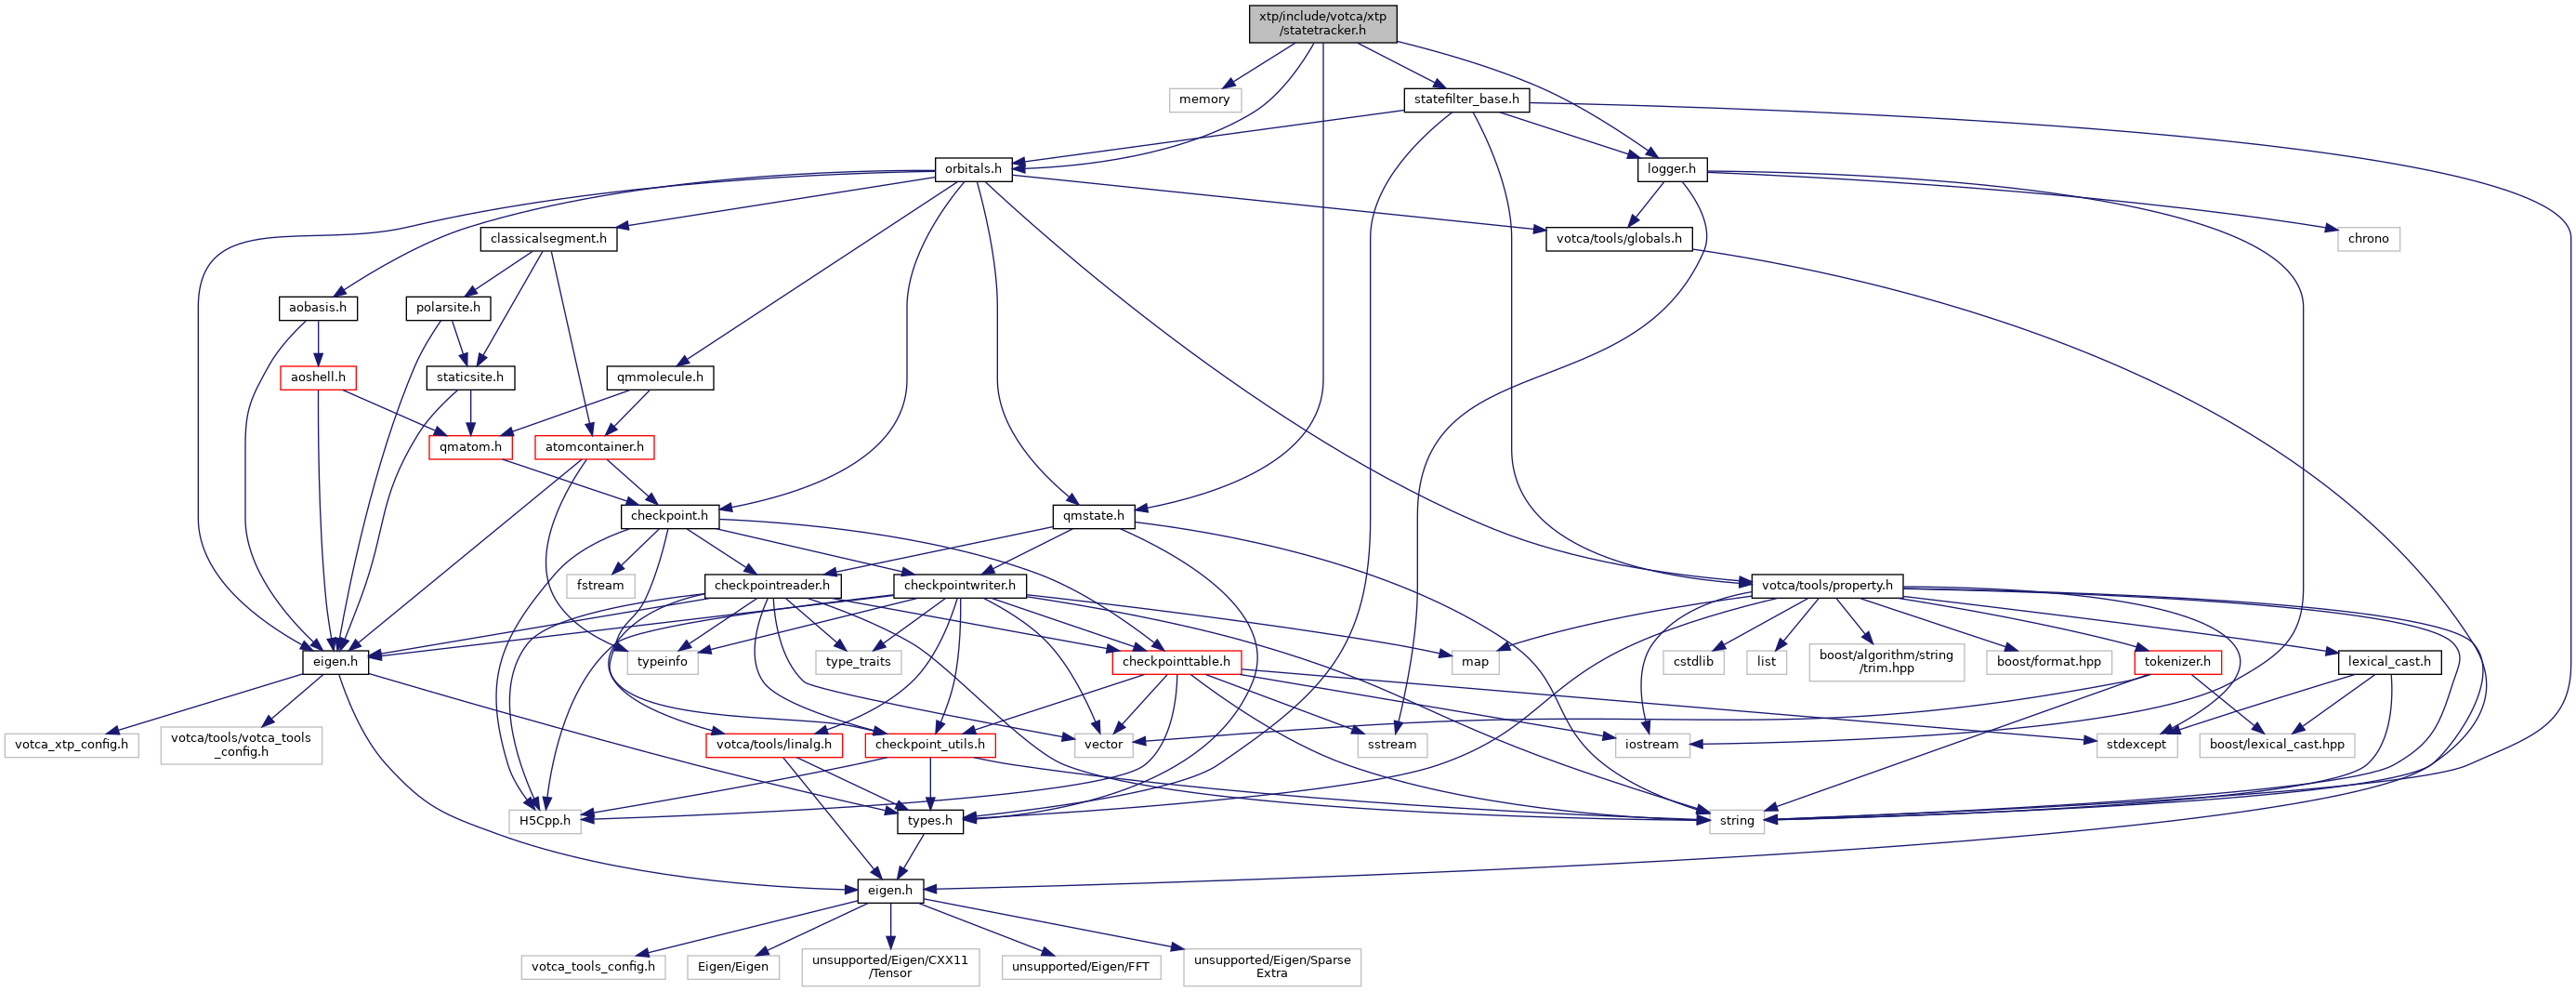 xtp/include/votca/xtp
/statetracker.h
memory
statefilter_base.h
orbitals.h
logger.h
classicalsegment.h
votca/tools/globals.h
chrono
aobasis.h
polarsite.h
aoshell.h
staticsite.h
qmmolecule.h
qmatom.h
atomcontainer.h
checkpoint.h
qmstate.h
fstream
checkpointreader.h
checkpointwriter.h
votca/tools/property.h
eigen.h
typeinfo
type_traits
checkpointtable.h
map
cstdlib
list
boost/algorithm/string
/trim.hpp
boost/format.hpp
tokenizer.h
lexical_cast.h
votca_xtp_config.h
votca/tools/votca_tools
_config.h
votca/tools/linalg.h
checkpoint_utils.h
vector
sstream
iostream
stdexcept
boost/lexical_cast.hpp
H5Cpp.h
types.h
string
eigen.h
votca_tools_config.h
Eigen/Eigen
unsupported/Eigen/CXX11
/Tensor
unsupported/Eigen/FFT
unsupported/Eigen/Sparse
Extra